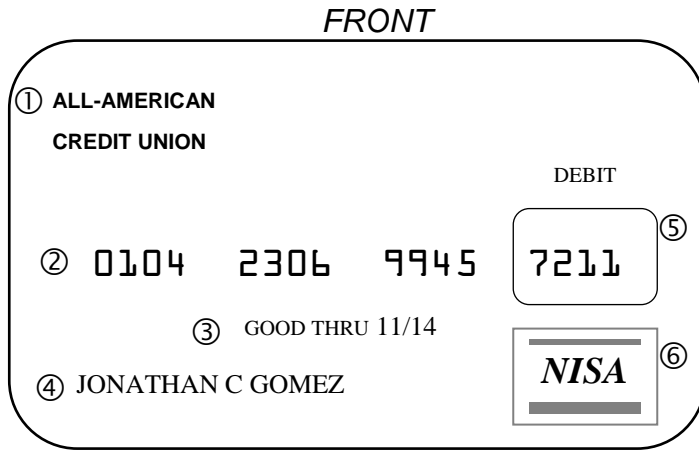 FRONT
① ALL-AMERICAN
CREDIT UNION
DEBIT
⑤
② 0104 2306 9945 7211
③ GOOD THRU 11/14
⑥
NISA
④ JONATHAN C GOMEZ